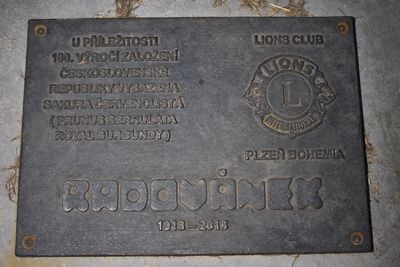 U PŘÍLEŽITOSTI
100. VÝROČÍ ZALOŽENÍ
ČESKOSLOVENSKÉ
REPUBLIKY VYSAZENA
SAKURA ČERVENOLISTÁ
(PRUNUS SERRULATA
ROYAL BURGUNDY)
LIONS CLUB
LIONS
L
INTERNATIONAL
PLZEŇ BOHEMIA
RADOVÁNEK
1918 – 2018